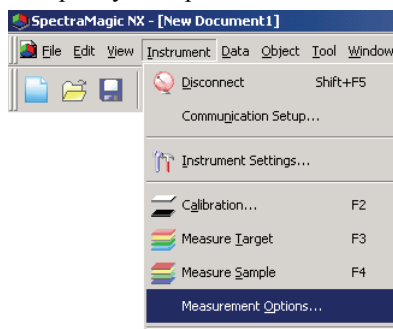 SpectraMagic NX - [New Document1]
File Edit View Instrument Data Object Tool Window
Disconnect Shift+F5
Communication Setup...
Instrument Settings...
Calibration... F2
Measure Target F3
Measure Sample F4
Measurement Options...